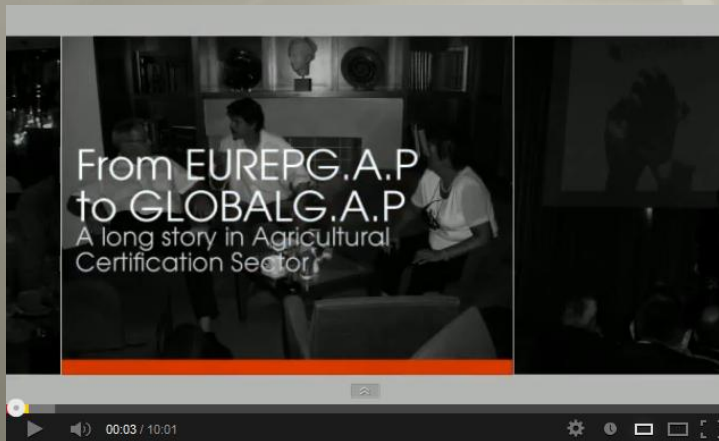 From EUREPG.A.P
to GLOBALG.A.P
A long story in Agricultural
Certification Sector
00:03 / 10:01